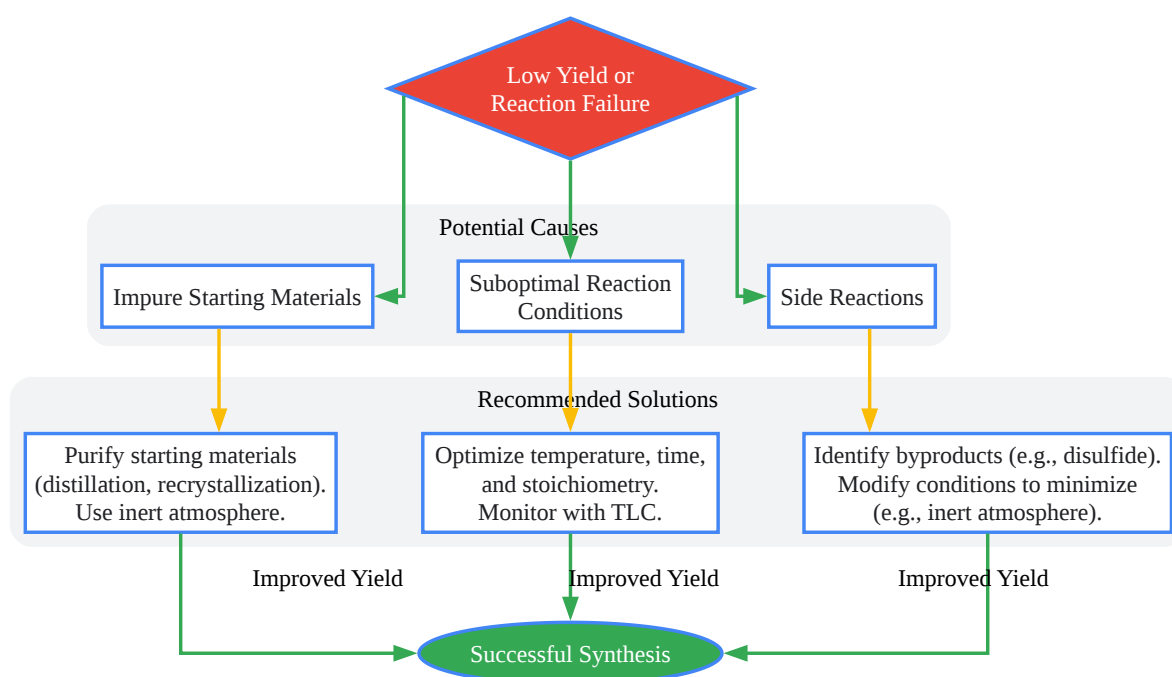 Low Yield or
Reaction Failure
Potential Causes
Impure Starting Materials
Suboptimal Reaction
Conditions
Side Reactions
Recommended Solutions
Purify starting materials
(distillation, recrystallization).
Use inert atmosphere.
Optimize temperature, time,
and stoichiometry.
Monitor with TLC.
Identify byproducts (e.g., disulfide).
Modify conditions to minimize
(e.g., inert atmosphere).
Improved Yield
Improved Yield
Improved Yield
Successful Synthesis